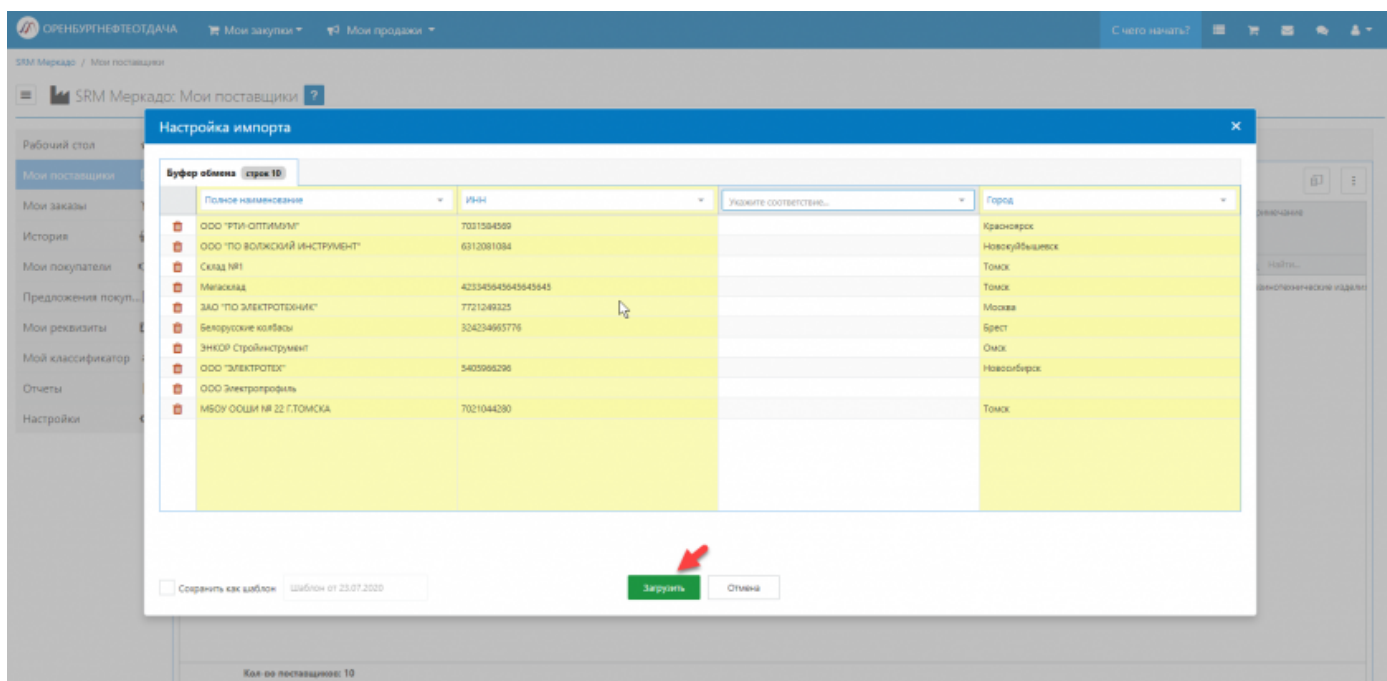 ОРЕНБУРГНЕФТЕОТДАЧА Мои закупки Мои продажи С чего начать?
SRM Меркадо / Мои поставщики
SRM Меркадо: Мои поставщики ?
Настройка импорта
Рабочий стол
Мои поставщики
Мои заказы
История
Мои покупатели
Предложения покуп...
Мои реквизиты
Мой классификатор
Отчеты
Настройки
Буфер обмена строк 10
Полное наименование ИНН Укажите соответствие... Город
ООО "РТИ-ОПТИМУМ" 7031584569 Красноярск
ООО "ПО ВОЛЖСКИЙ ИНСТРУМЕНТ" 6312081084 Новокуйбышевск
Склад №1 Томск
Мегасклад 423345645645645645 Томск
ЗАО "ПО ЭЛЕКТРОТЕХНИК" 7721249325 Москва
Белорусские колбасы 324234665776 Брест
ЭНКОР Стройинструмент Омск
ООО "ЭЛЕКТРОТЕХ" 5405966296 Новосибирск
ООО Электропрофиль
МБОУ ООШИ № 22 Г.ТОМСКА 7021044280 Томск
Найти...
Сохранить как шаблон Шаблон от 23.07.2020 Загрузить Отмена
Кол-во поставщиков: 10